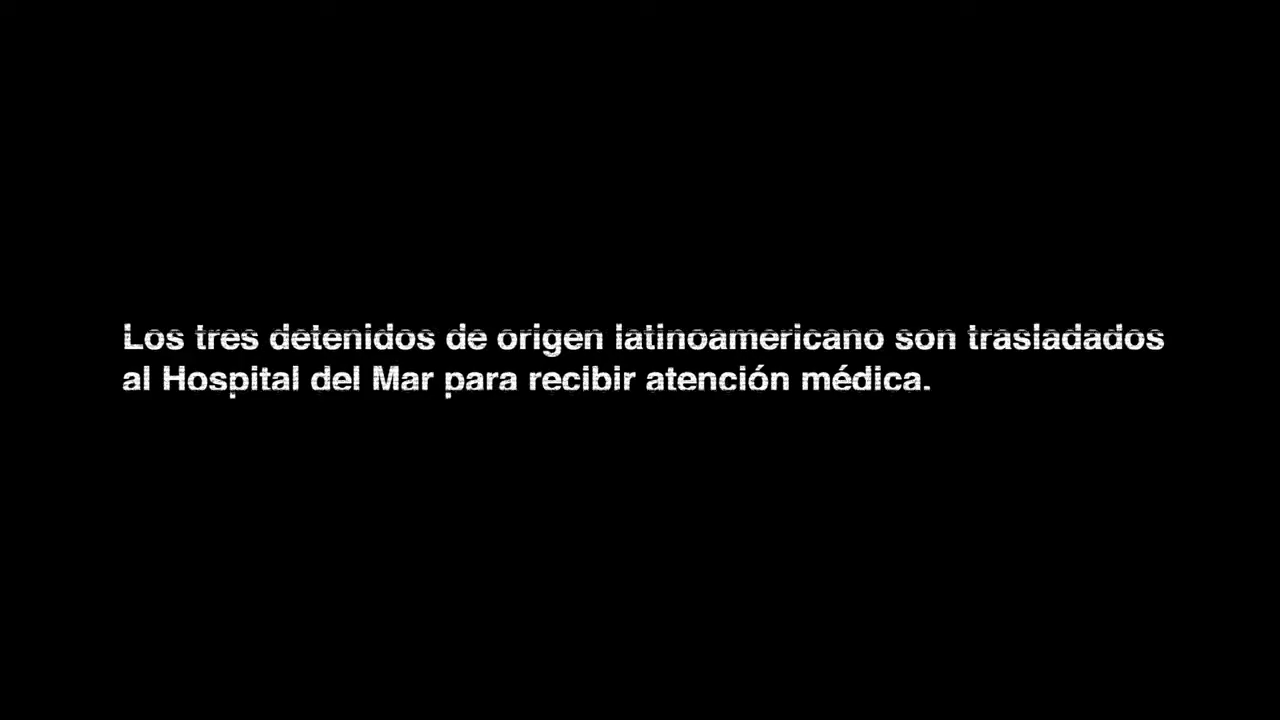 Los tres detenidos de origen latinoamericano son trasladados
al Hospital del Mar para recibir atención médica.